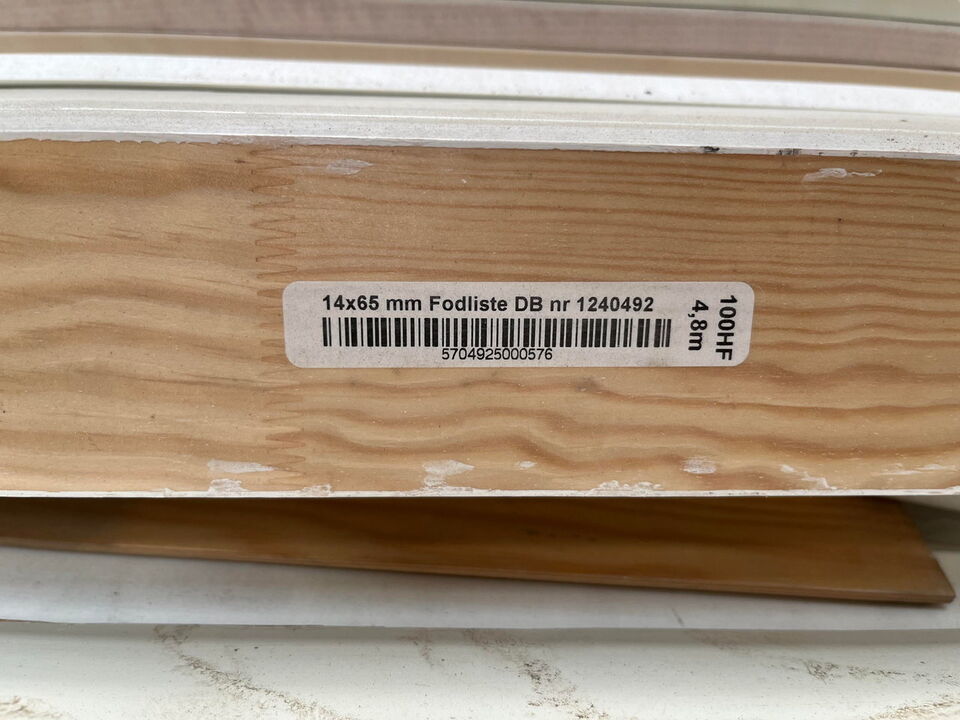 14x65 mm Fodliste DB nr 1240492
5704925000576
100HF
4,8m